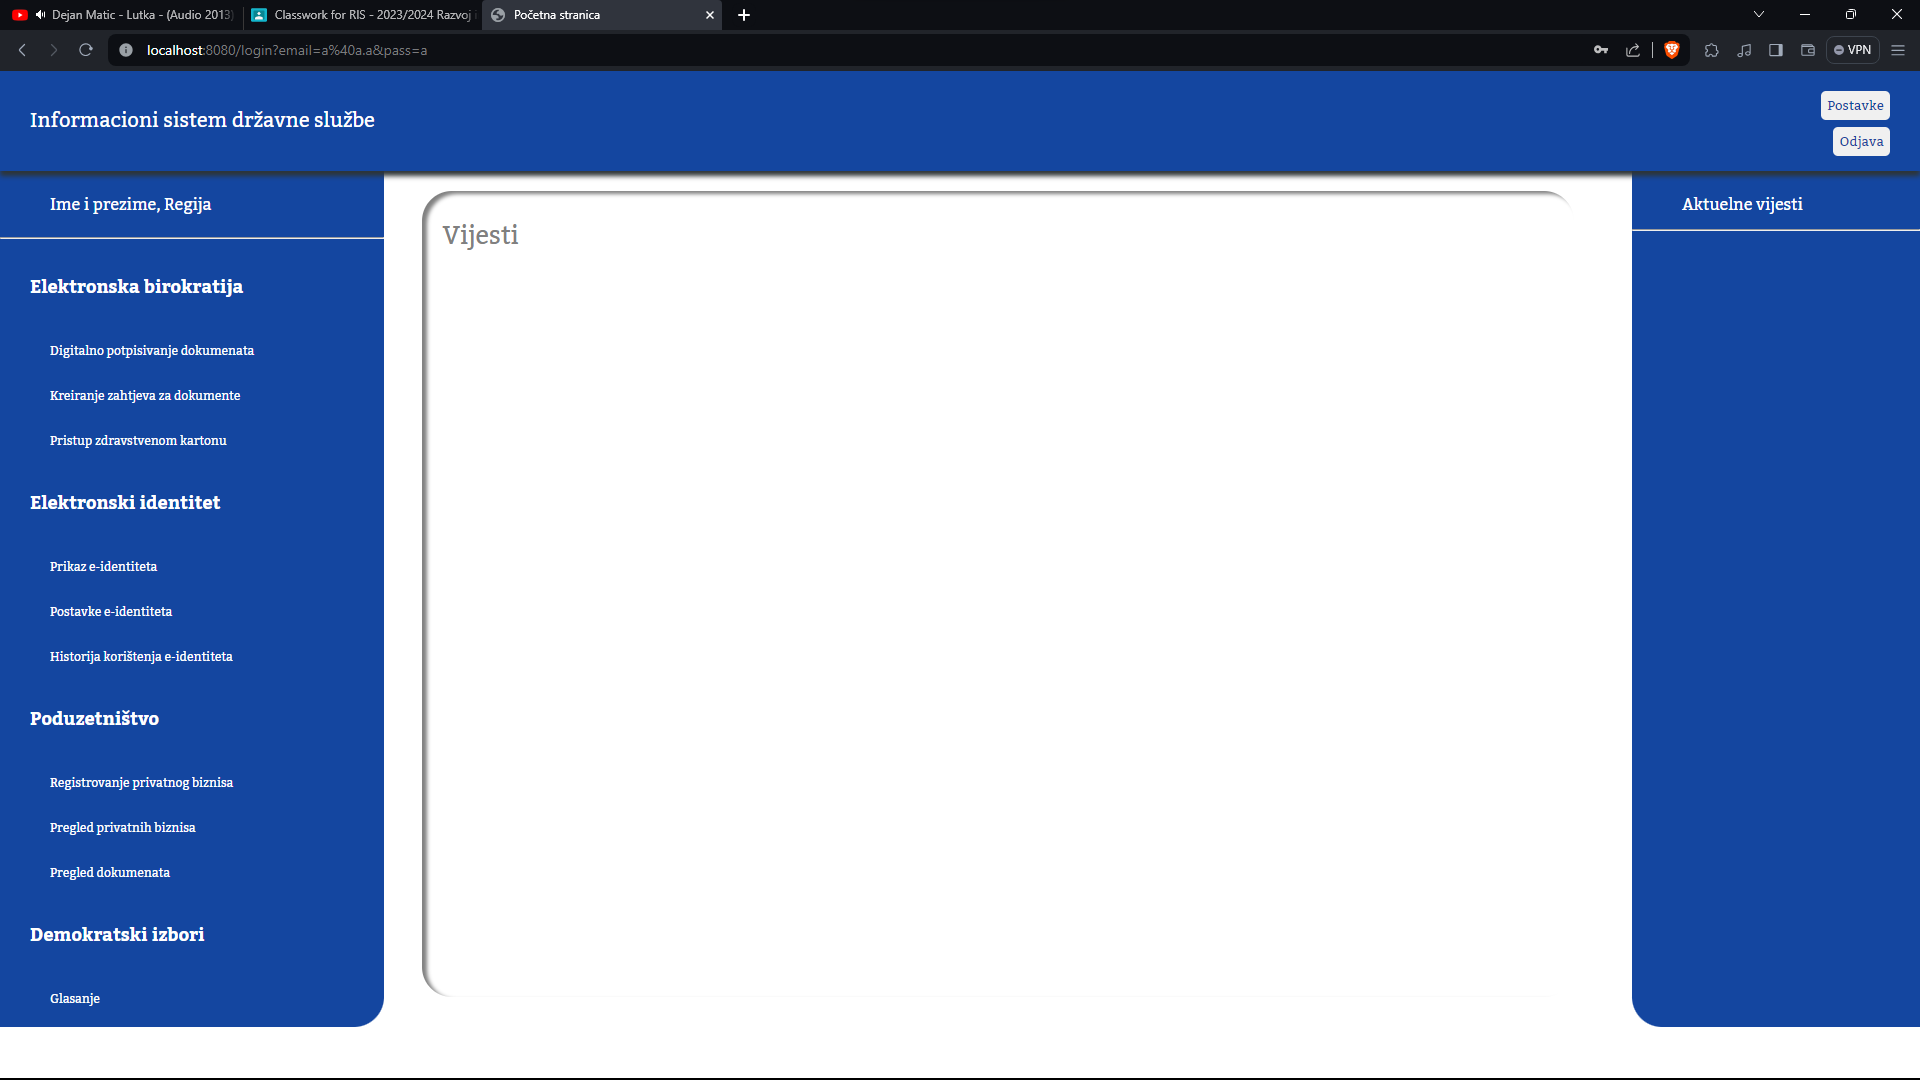 Dejan Matic - Lutka - (Audio 2013)
Classwork for RIS - 2023/2024 Razvoj
Početna stranica
localhost:8080/login?email=a%40a.a&pass=a
VPN
Informacioni sistem državne službe
Postavke
Odjava
Ime i prezime, Regija
Elektronska birokratija
Digitalno potpisivanje dokumenata
Kreiranje zahtjeva za dokumente
Pristup zdravstvenom kartonu
Elektronski identitet
Prikaz e-identiteta
Postavke e-identiteta
Historija korištenja e-identiteta
Poduzetništvo
Registrovanje privatnog biznisa
Pregled privatnih biznisa
Pregled dokumenata
Demokratski izbori
Glasanje
Vijesti
Aktuelne vijesti